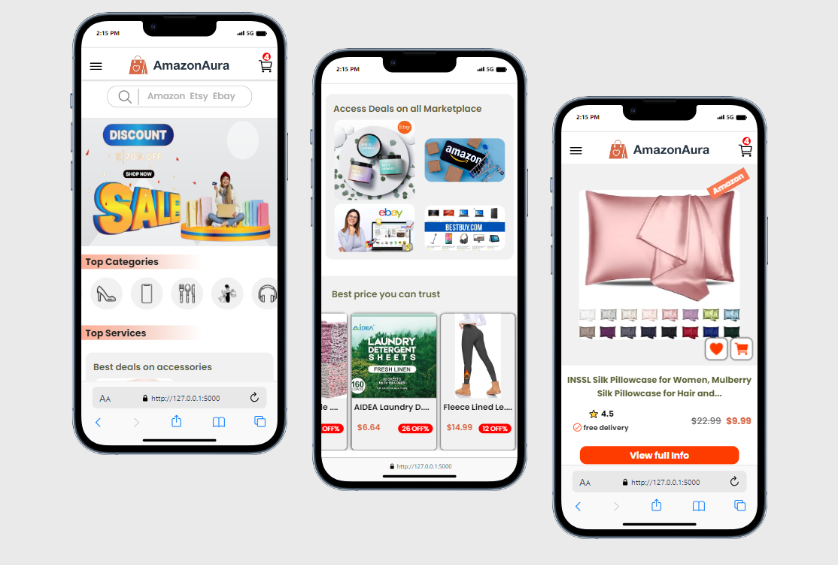 2:15 PM
5G
4
AmazonAura
Amazon Etsy Ebay
DISCOUNT
SHOP NOW
SALE
Top Categories
Top Services
Best deals on accessories
AA
http://127.0.0.1:5000
2:15 PM
5G
Access Deals on all Marketplace
Etsy
amazon
ebay
BESTBUY.COM
Best price you can trust
AIDEA
LAUNDRY
DETERGENT
SHEETS
FRESH LINEN
160
le ....
OFF%
AIDEA Laundry D....
$6.64
26 OFF%
Fleece Lined Le....
$14.99
12 OFF%
http://127.0.0.1:5000
2:15 PM
5G
4
AmazonAura
Amazon
INSSL Silk Pillowcase for Women, Mulberry
Silk Pillowcase for Hair and...
4.5
$22.99 $9.99
free delivery
View full Info
AA
http://127.0.0.1:5000